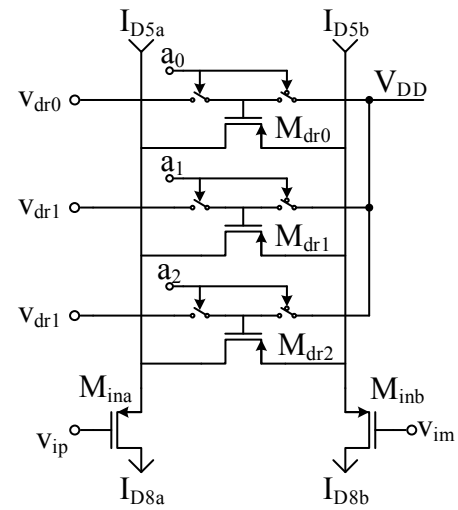 I_D5a I_D5b
a_0
v_dr0 V_DD
M_dr0
a_1
v_dr1
M_dr1
a_2
v_dr1
M_dr2
M_ina M_inb
v_ip v_im
I_D8a I_D8b